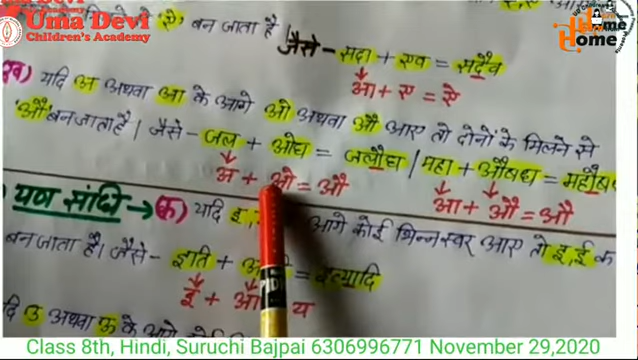 Uma Devi
Children's Academy
Learn
Home
बन जाता है
जैसे - सदा + एव = सदैव
आ + ए = ऐ
ख) यदि अ अथवा आ के आगे ओ अथवा औ आए तो दोनों के मिलने से
'औ' बन जाता है | जैसे - जल + ओघ = जलौघ | महा + औषध = महौषध
अ + ओ = औ आ + औ = औ
यण संधि → क) यदि इ, आगे कोई भिन्न स्वर आए तो इ, ई क
बन जाता है। जैसे - इति + = इत्यादि
इ + य
दि उ अथवा ऊ के आगे
Class 8th, Hindi, Suruchi Bajpai 6306996771 November 29,2020